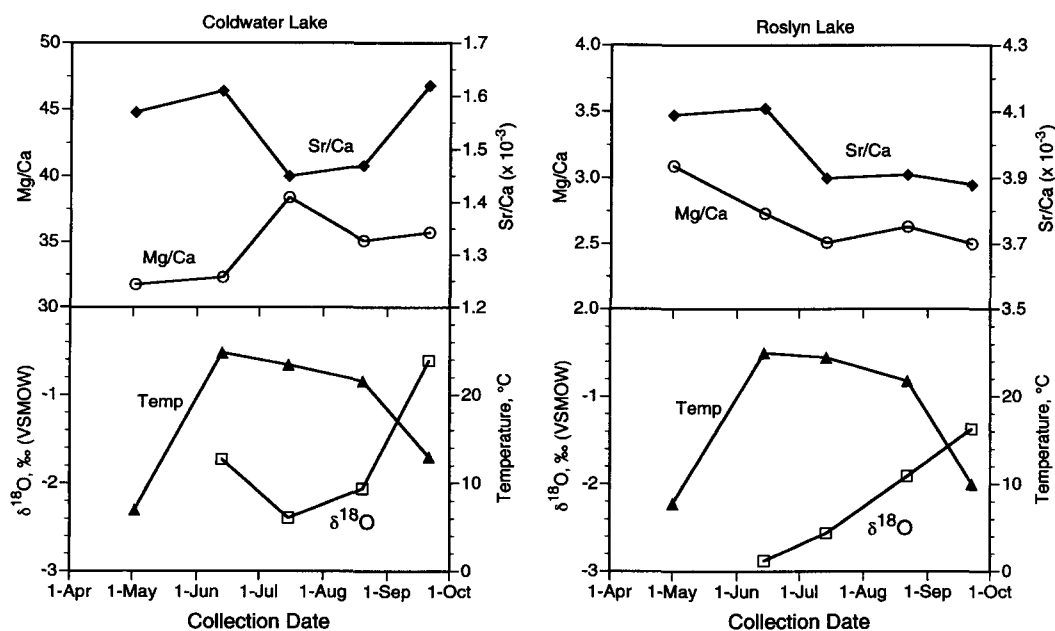 Coldwater Lake
50
45
40
35
30
Mg/Ca
1.7
1.6
1.5
1.4
1.3
1.2
Sr/Ca (x 10-3)
Sr/Ca
Mg/Ca
-1
-2
-3
δ18O, ‰ (VSMOW)
20
10
0
Temperature, °C
Temp
δ18O
1-Apr 1-May 1-Jun 1-Jul 1-Aug 1-Sep 1-Oct
Collection Date
Roslyn Lake
4.0
3.5
3.0
2.5
2.0
Mg/Ca
4.3
4.1
3.9
3.7
3.5
Sr/Ca (x 10-3)
Sr/Ca
Mg/Ca
-1
-2
-3
δ18O, ‰ (VSMOW)
20
10
0
Temperature, °C
Temp
δ18O
1-Apr 1-May 1-Jun 1-Jul 1-Aug 1-Sep 1-Oct
Collection Date